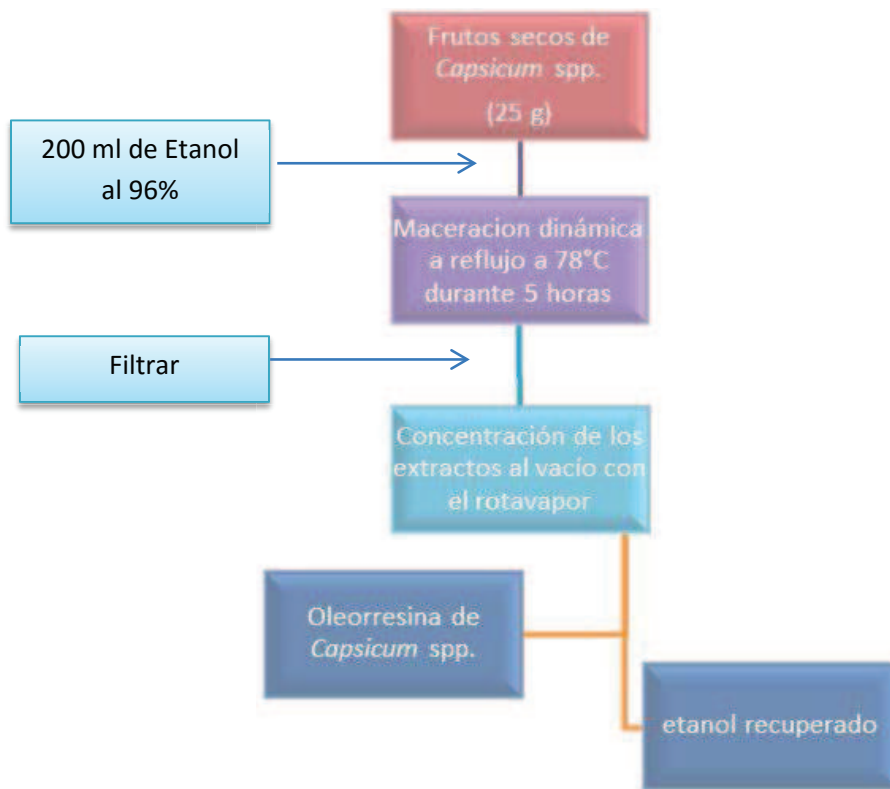 Frutos secos de
Capsicum spp.
(25 g)
200 ml de Etanol
al 96%
Maceracion dinámica
a reflujo a 78°C
durante 5 horas
Filtrar
Concentración de los
extractos al vacío con
el rotavapor
Oleorresina de
Capsicum spp.
etanol recuperado